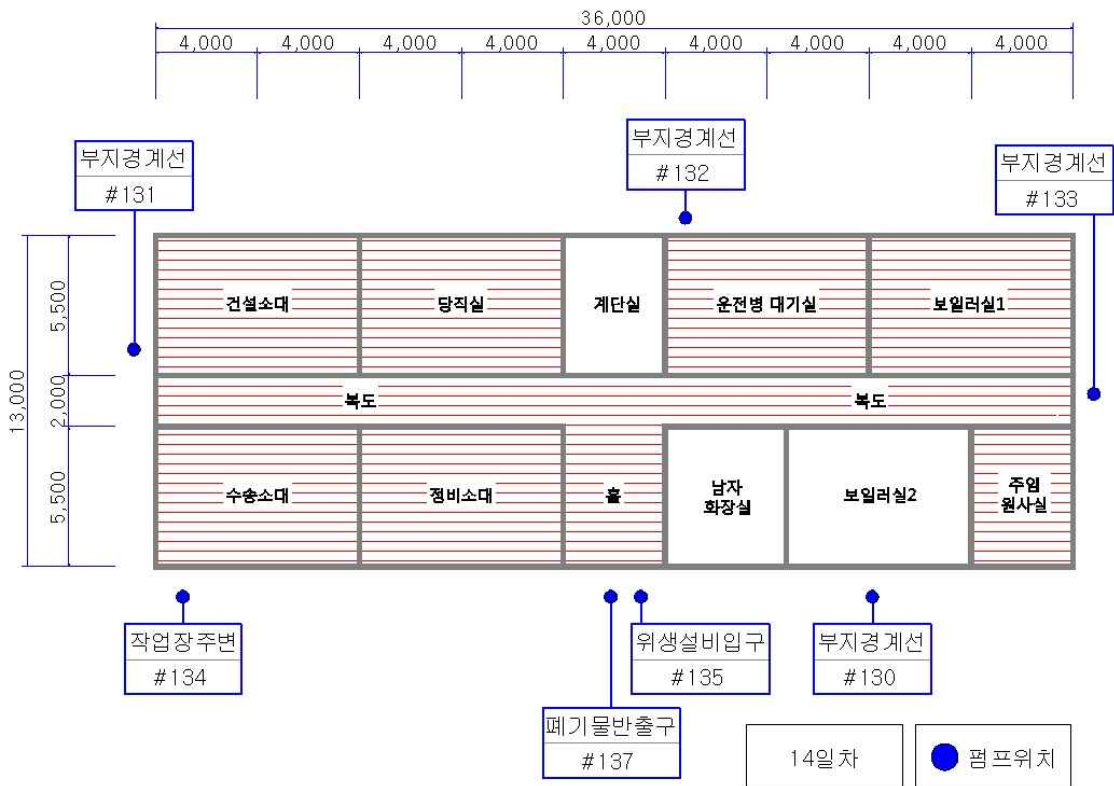 36,000
4,000 4,000 4,000 4,000 4,000 4,000 4,000 4,000 4,000
부지경계선
#131
부지경계선
#132
부지경계선
#133
13,000
5,500
2,000
5,500
건설소대
당직실
계단실
운전병 대기실
보일러실1
복도
복도
수송소대
정비소대
홀
남자
화장실
보일러실2
주임
원사실
작업장주변
#134
위생설비입구
#135
부지경계선
#130
폐기물반출구
#137
14일차
펌프위치